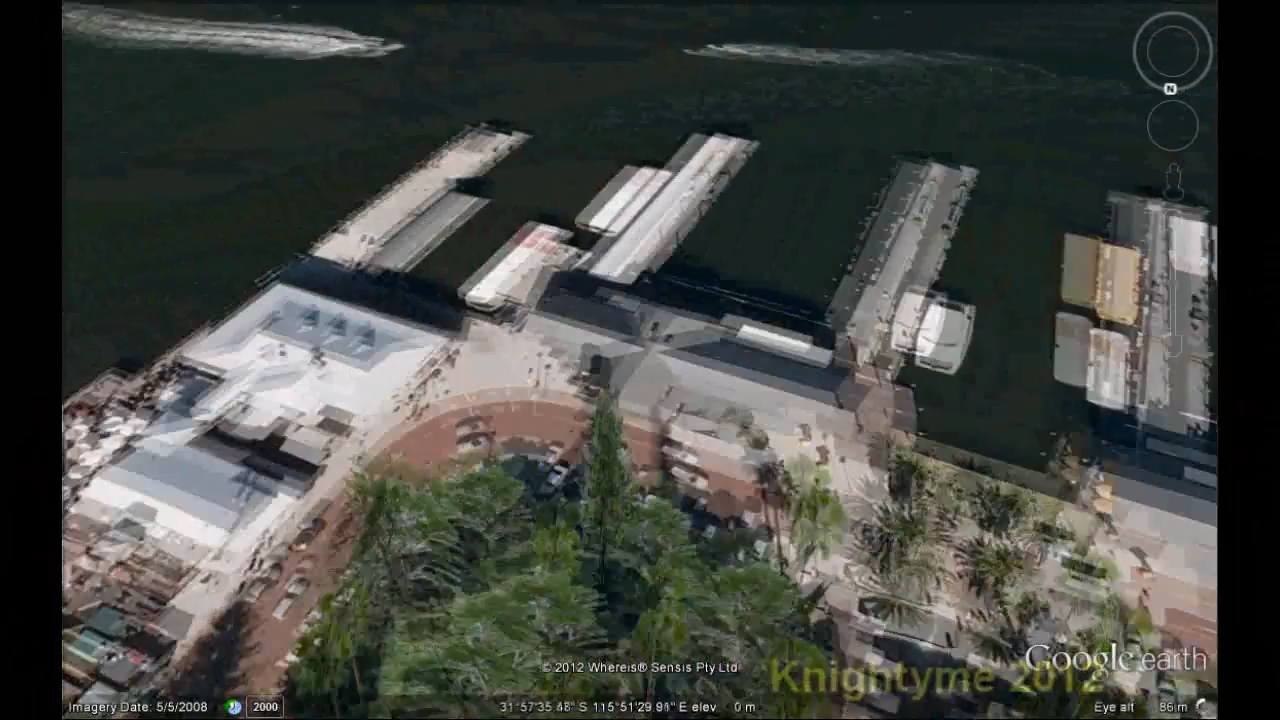 N
© 2012 Whereis® Sensis Pty Ltd
Knightyme 2012
Google earth
Imagery Date: 5/5/2008
2000
31°57'35.48" S 115°51'29.91" E elev 0 m
Eye alt 86 m